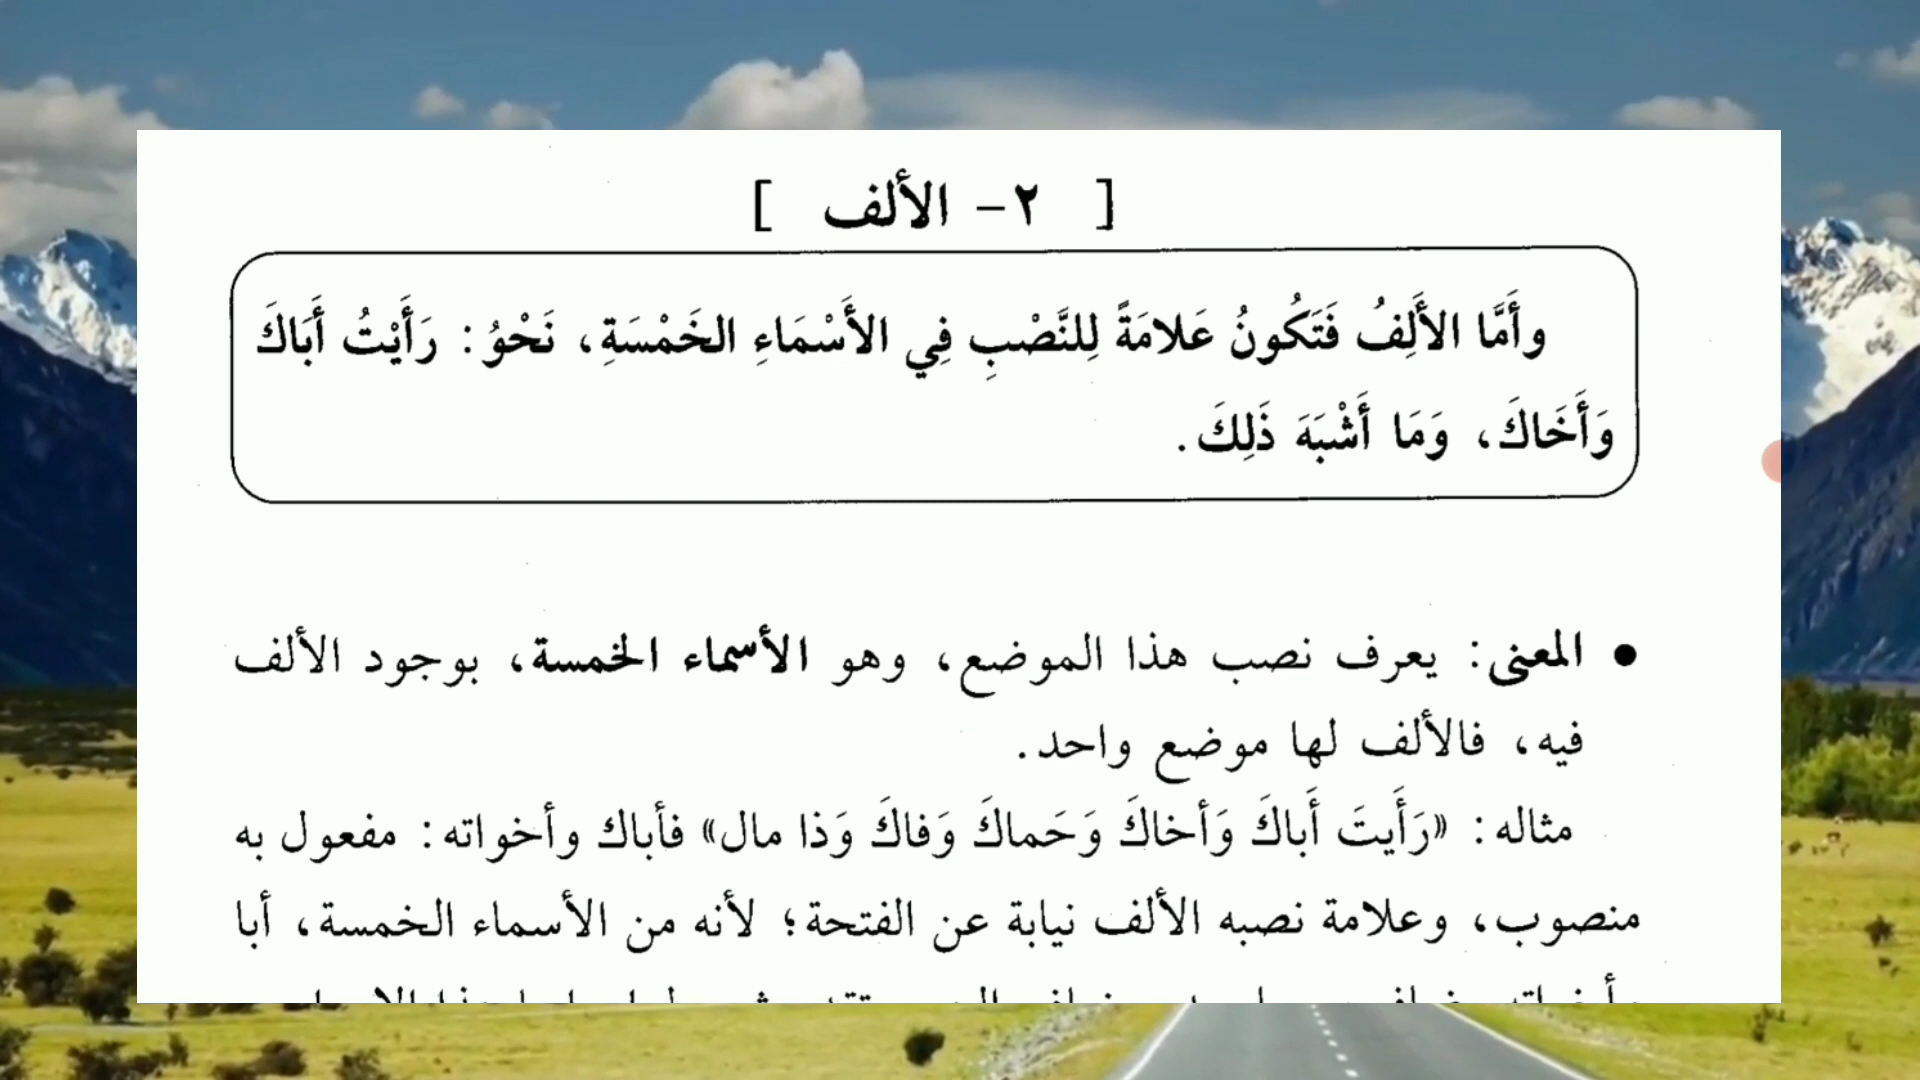 [ ٢- الألف ]
وأَمَّا الأَلِفُ فَتَكُونُ عَلامَةً لِلنَّصْبِ فِي الأَسْمَاءِ الخَمْسَةِ، نَحْوُ: رَأَيْتُ أَبَاكَ
وَأَخَاكَ، وَمَا أَشْبَهَ ذَلِكَ.
● المعنى: يعرف نصب هذا الموضع، وهو الأسماء الخمسة، بوجود الألف
فيه، فالألف لها موضع واحد.
مثاله: «رَأَيتَ أَباكَ وَأخاكَ وَحَماكَ وَفاكَ وَذا مال» فأباك وأخواته: مفعول به
منصوب، وعلامة نصبه الألف نيابة عن الفتحة؛ لأنه من الأسماء الخمسة، أبا